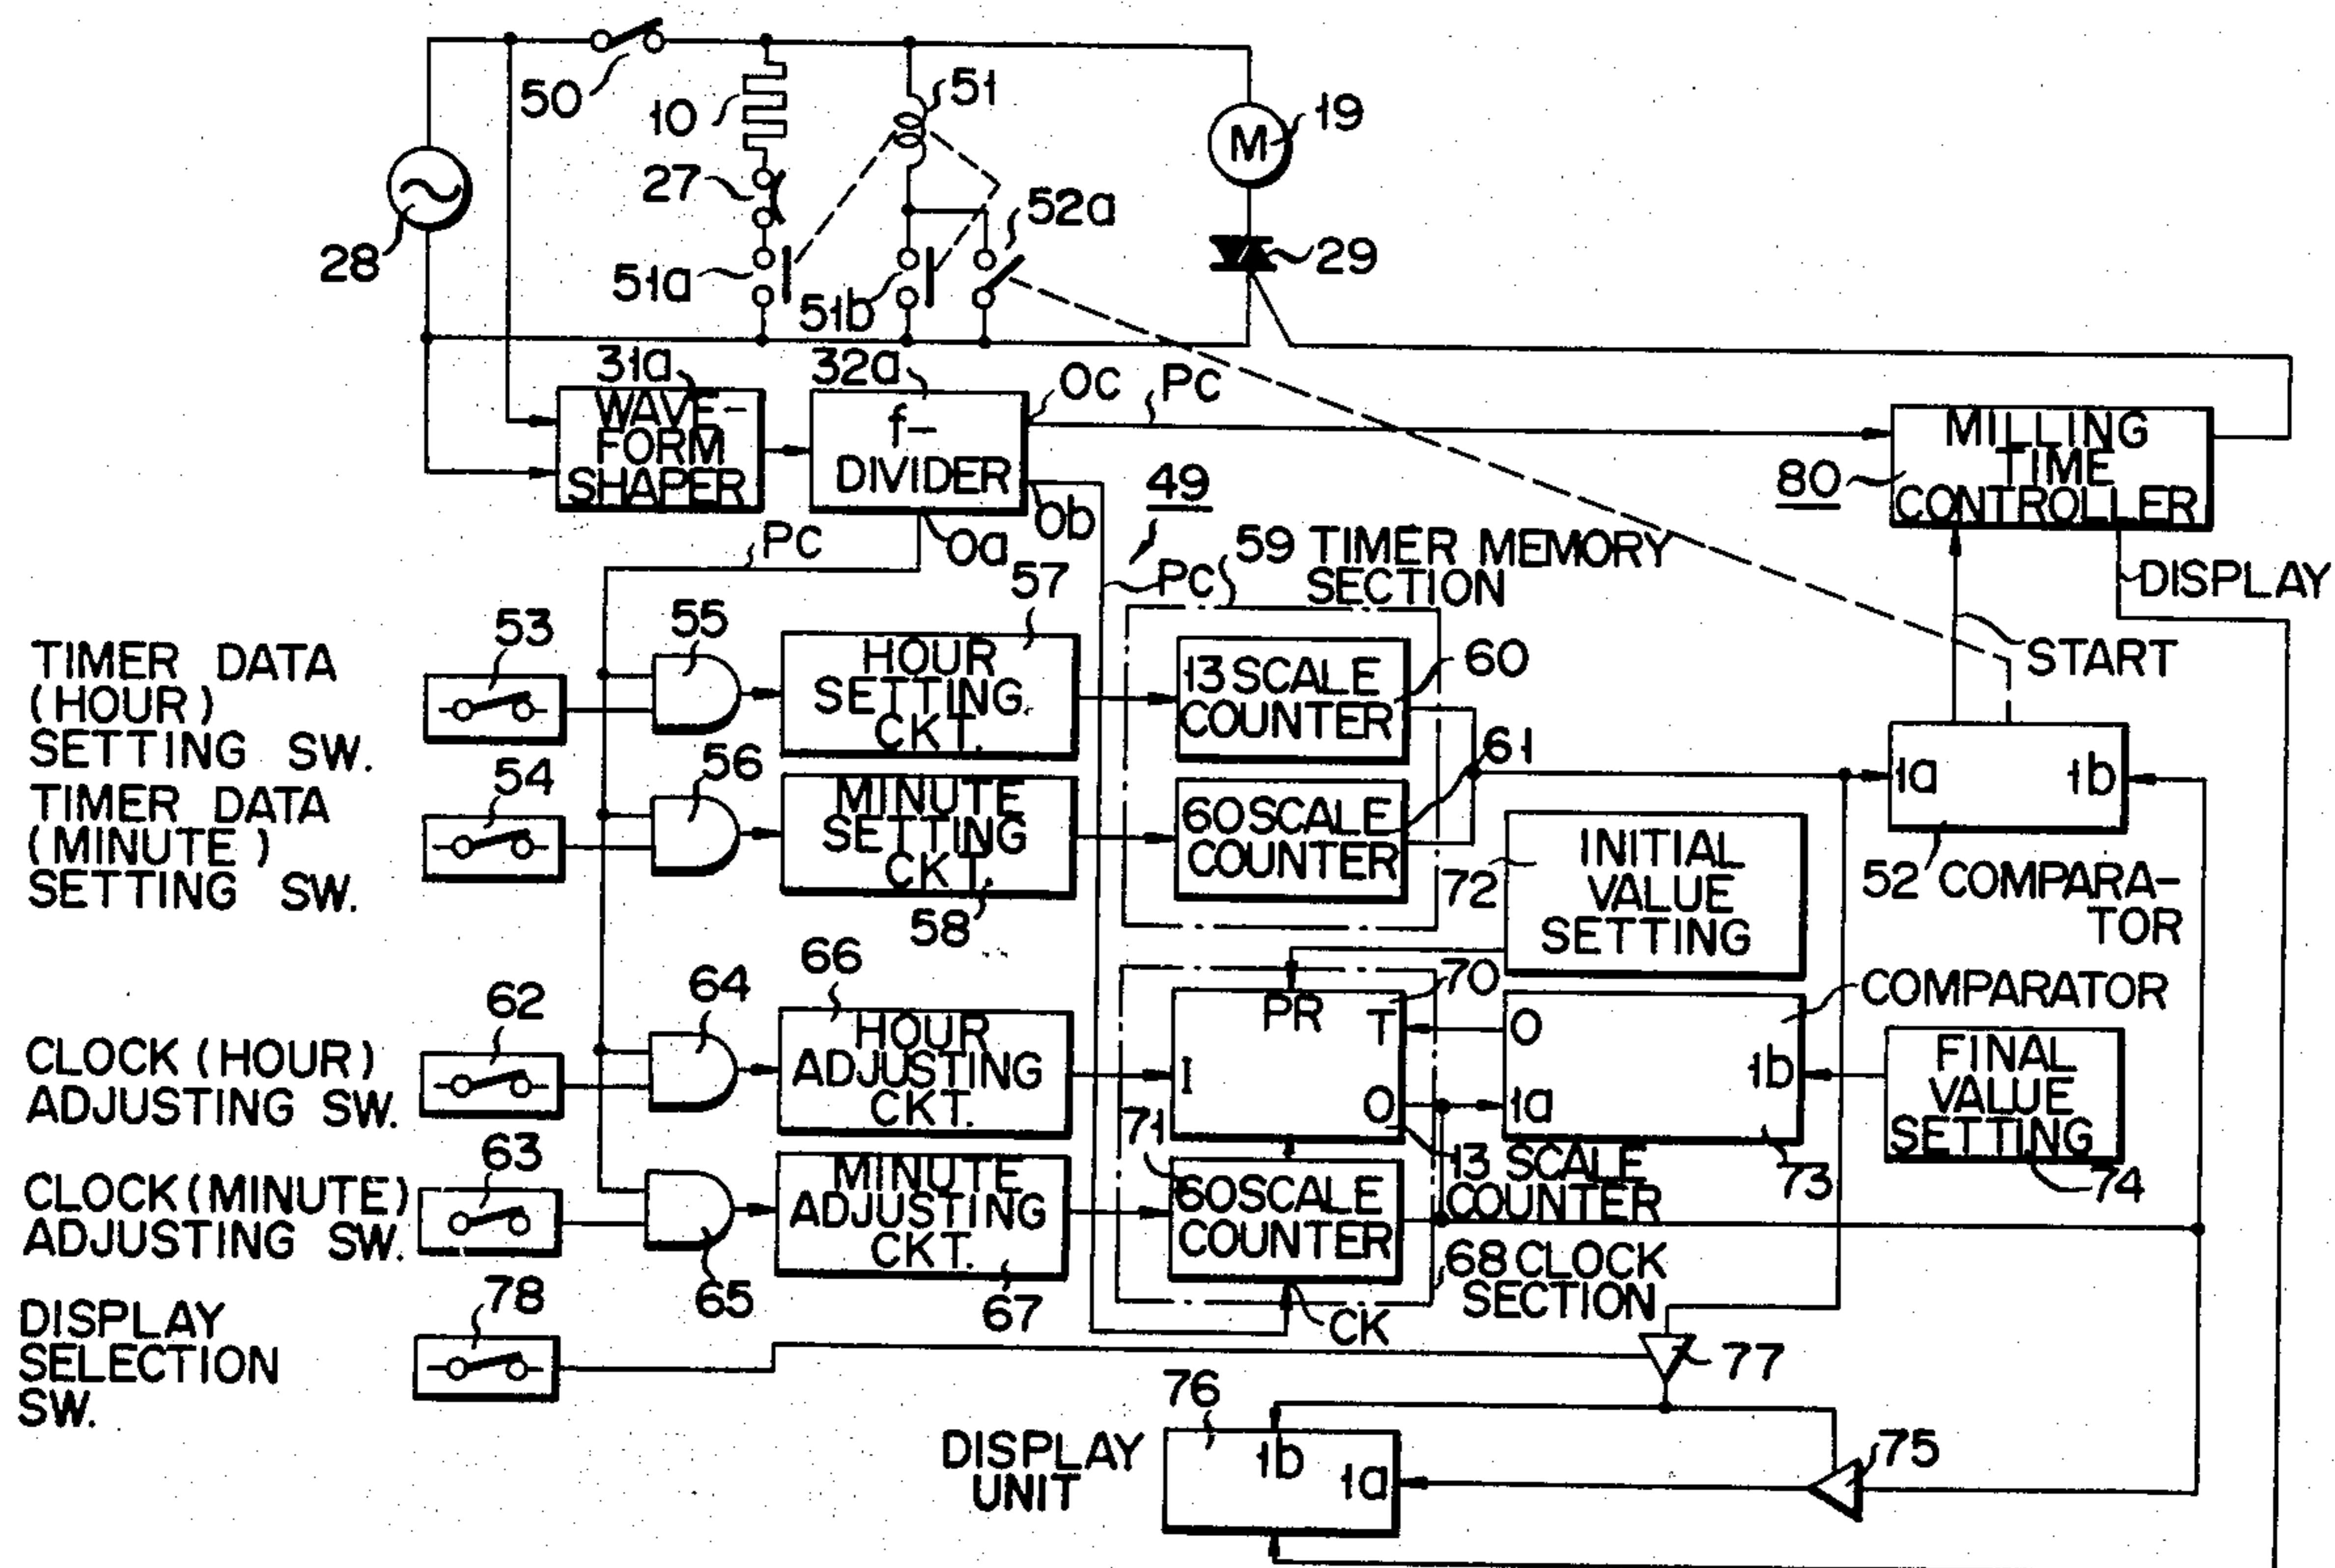 50
10
51
M
19
27
28
52a
29
51a
51b
31a
WAVE-
FORM
SHAPER
32a
f-
DIVIDER
Oc
PC
MILLING
TIME
CONTROLLER
80
49
Ob
Oa
PC
PC
59 TIMER MEMORY
SECTION
DISPLAY
START
57
TIMER DATA
(HOUR)
SETTING SW.
53
55
HOUR
SETTING
CKT.
13 SCALE
COUNTER
60
TIMER DATA
(MINUTE)
SETTING SW.
54
56
MINUTE
SETTING
CKT.
58
60 SCALE
COUNTER
61
1a
1b
52 COMPARA-
TOR
72
INITIAL
VALUE
SETTING
CLOCK (HOUR)
ADJUSTING SW.
62
64
66
HOUR
ADJUSTING
CKT.
PR
T
I
O
70
O
1a
1b
COMPARATOR
73
FINAL
VALUE
SETTING
74
CLOCK (MINUTE)
ADJUSTING SW.
63
65
MINUTE
ADJUSTING
CKT.
67
71
60 SCALE
COUNTER
13 SCALE
COUNTER
68 CLOCK
SECTION
CK
DISPLAY
SELECTION
SW.
78
77
76
DISPLAY
UNIT
1b
1a
75